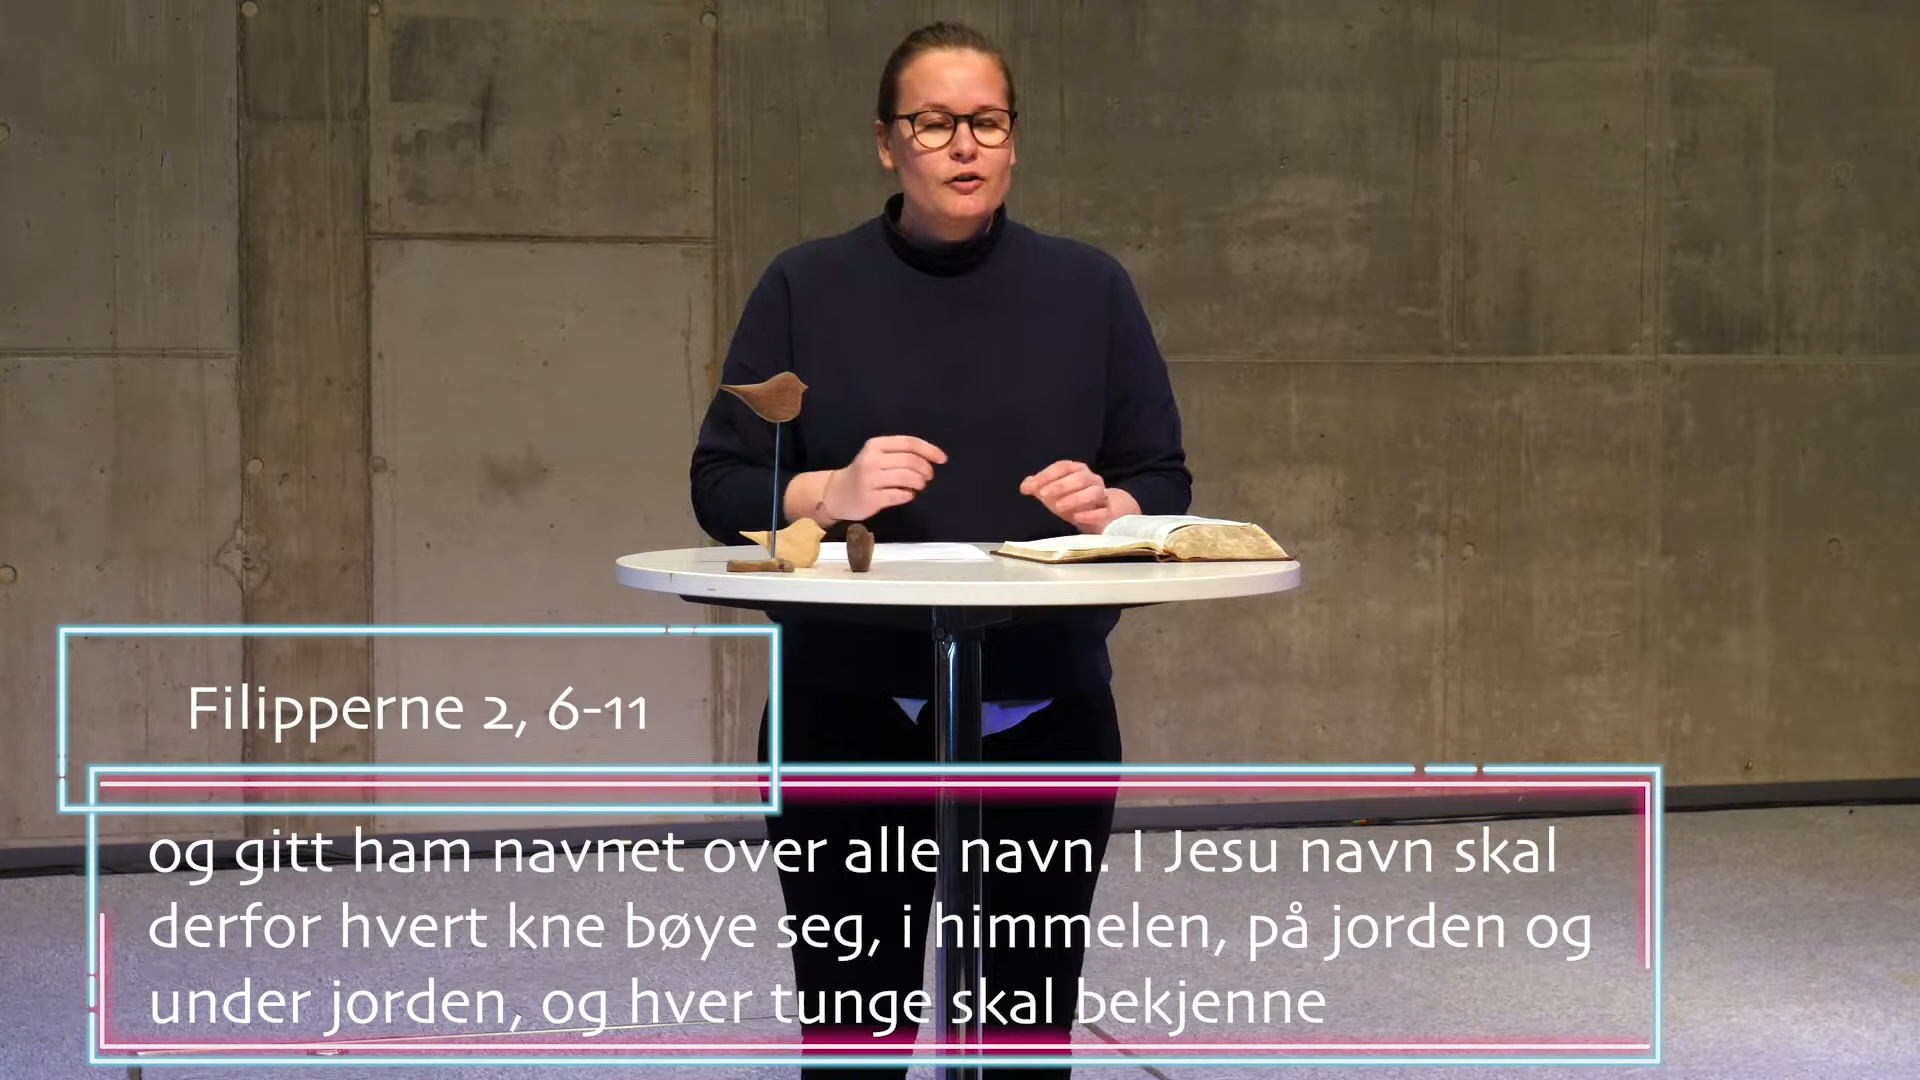 Filipperne 2, 6-11
og gitt ham navnet over alle navn. I Jesu navn skal
derfor hvert kne bøye seg, i himmelen, på jorden og
under jorden, og hver tunge skal bekjenne